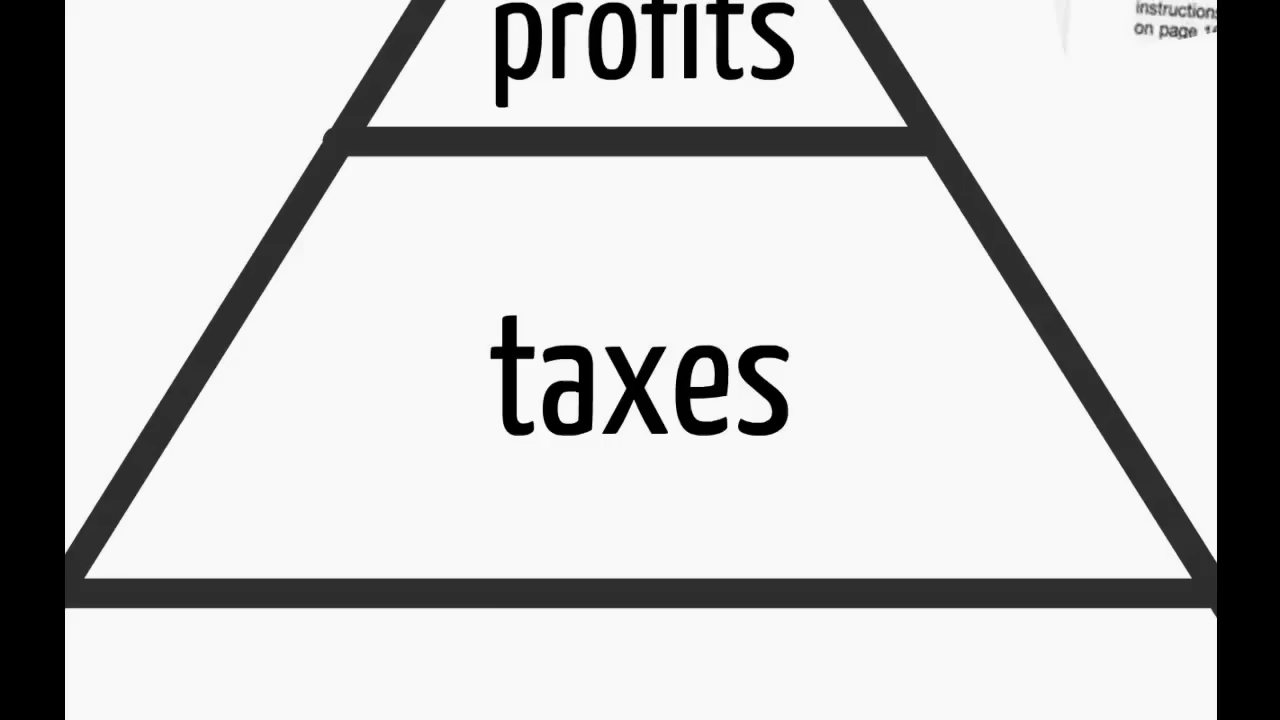 profits
instructions
on page
taxes